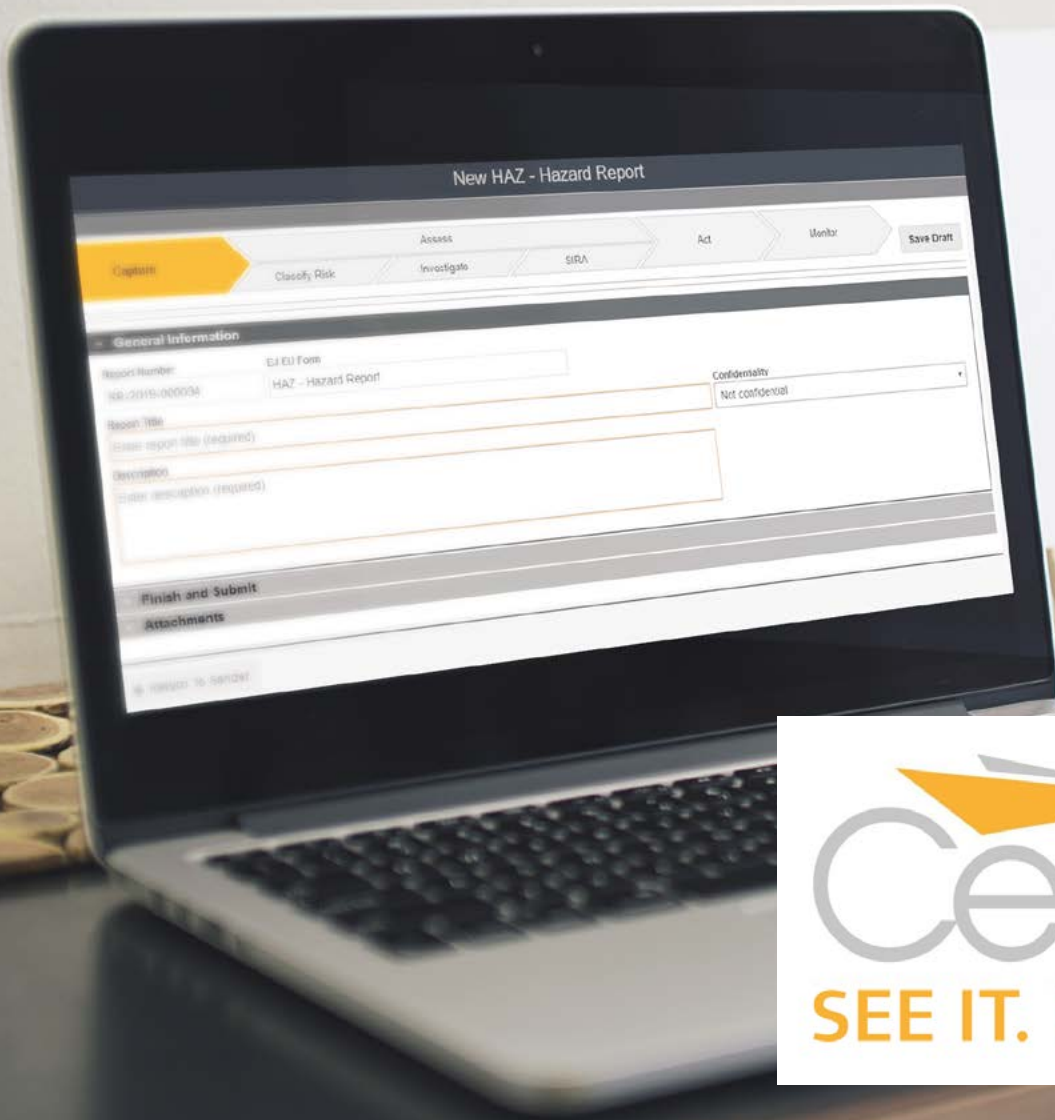 New HAZ - Hazard Report
Capture
Assess
Classify Risk
Investigate
SIRA
Act
Monitor
Save Draft
General Information
Report Number
EJ EU Form
HAZ - Hazard Report
Confidentiality
Not confidential
Report Title
Enter report title (required)
Description
Enter description (required)
Finish and Submit
Attachments
Ce
SEE IT.